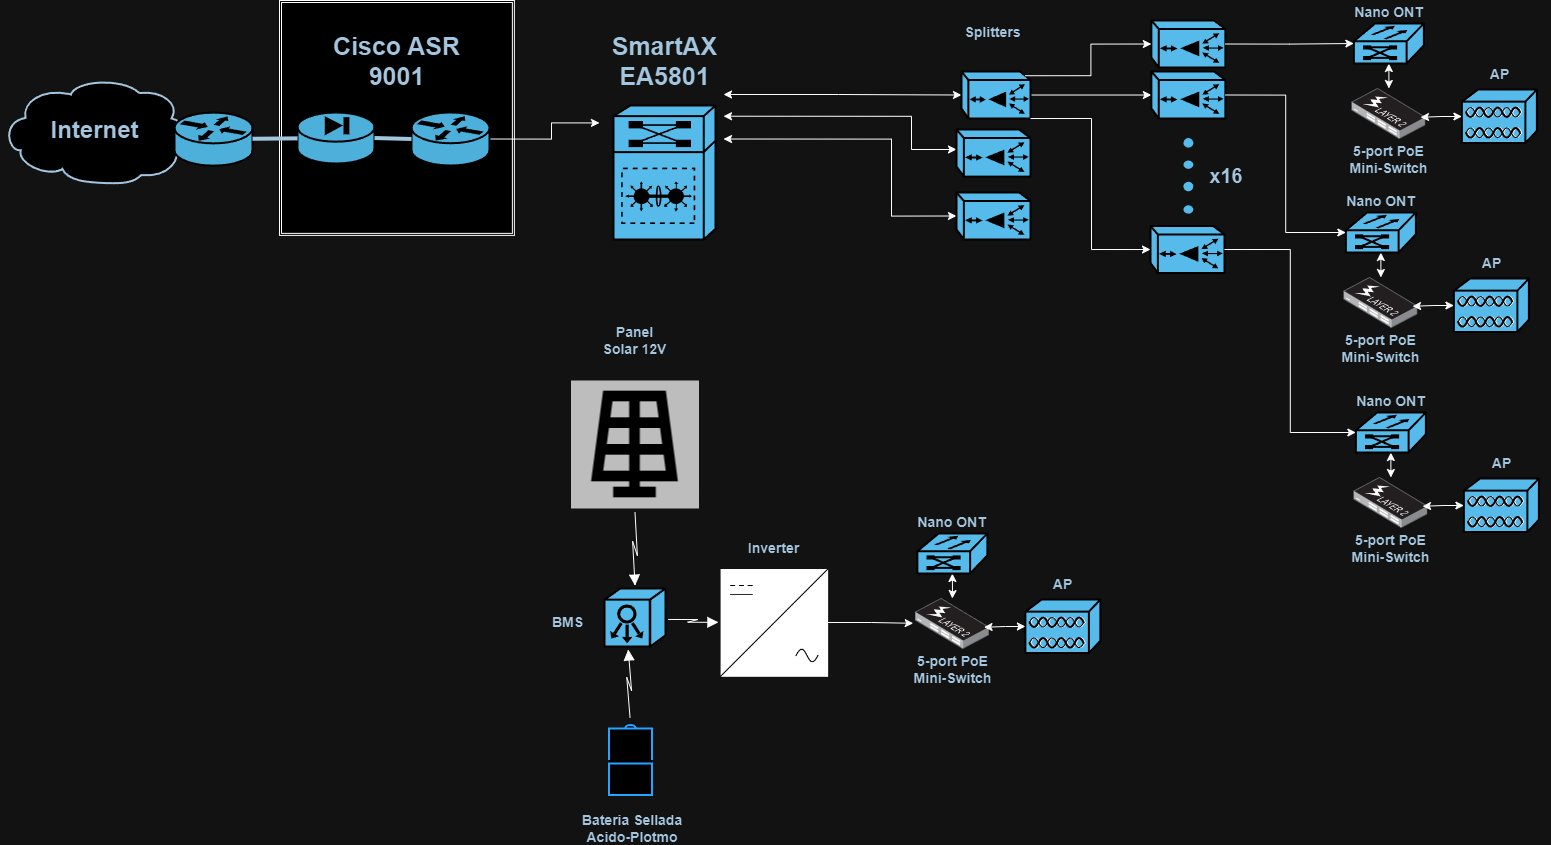 Internet
Cisco ASR
9001
SmartAX
EA5801
Splitters
x16
Nano ONT
AP
LAYER 2
5-port PoE
Mini-Switch
Nano ONT
AP
LAYER 2
5-port PoE
Mini-Switch
Nano ONT
AP
LAYER 2
5-port PoE
Mini-Switch
Panel
Solar 12V
BMS
Inverter
Nano ONT
AP
LAYER 2
5-port PoE
Mini-Switch
Bateria Sellada
Acido-Plotmo